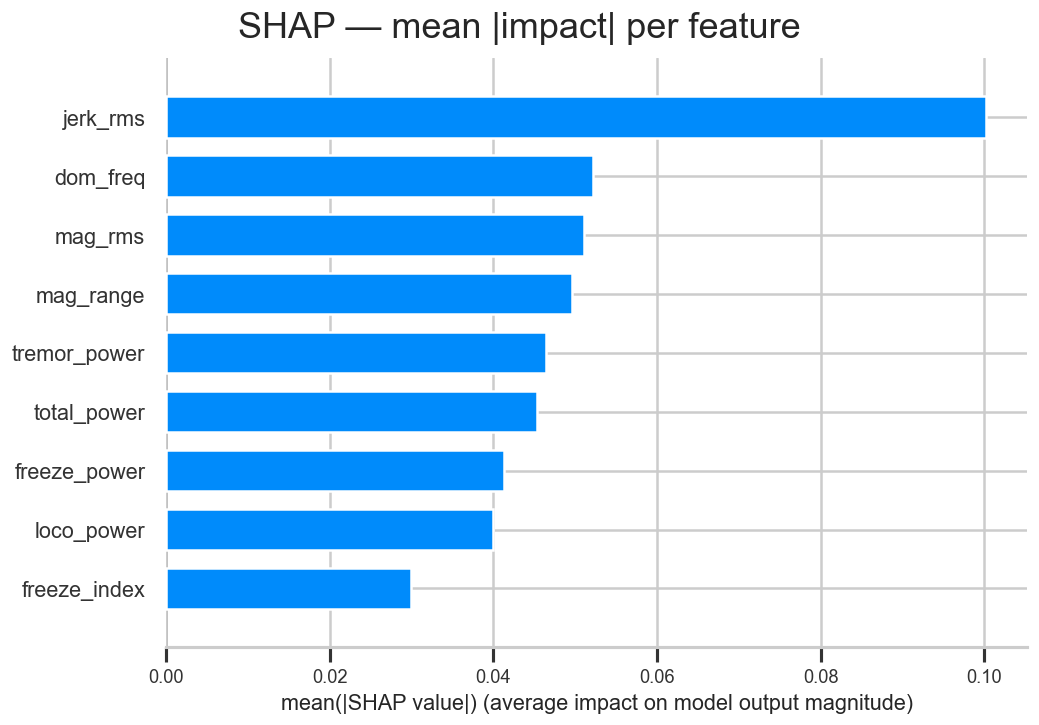 SHAP — mean |impact| per feature
jerk_rms
dom_freq
mag_rms
mag_range
tremor_power
total_power
freeze_power
loco_power
freeze_index
0.00 0.02 0.04 0.06 0.08 0.10
mean(|SHAP value|) (average impact on model output magnitude)